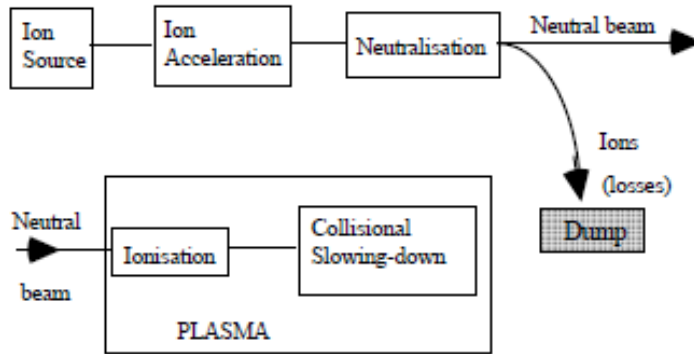 Ion
Source
Ion
Acceleration
Neutralisation
Neutral beam
Ions
(losses)
Dump
Neutral
beam
Ionisation
Collisional
Slowing-down
PLASMA